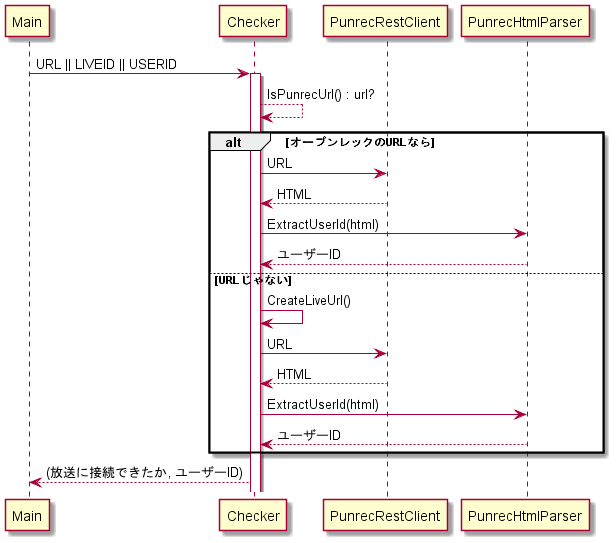 Main Checker PunrecRestClient PunrecHtmlParser
URL || LIVEID || USERID
IsPunrecUrl() : url?
alt [オープンレックのURLなら]
URL
HTML
ExtractUserId(html)
ユーザーID
[URLじゃない]
CreateLiveUrl()
URL
HTML
ExtractUserId(html)
ユーザーID
(放送に接続できたか, ユーザーID)
Main Checker PunrecRestClient PunrecHtmlParser